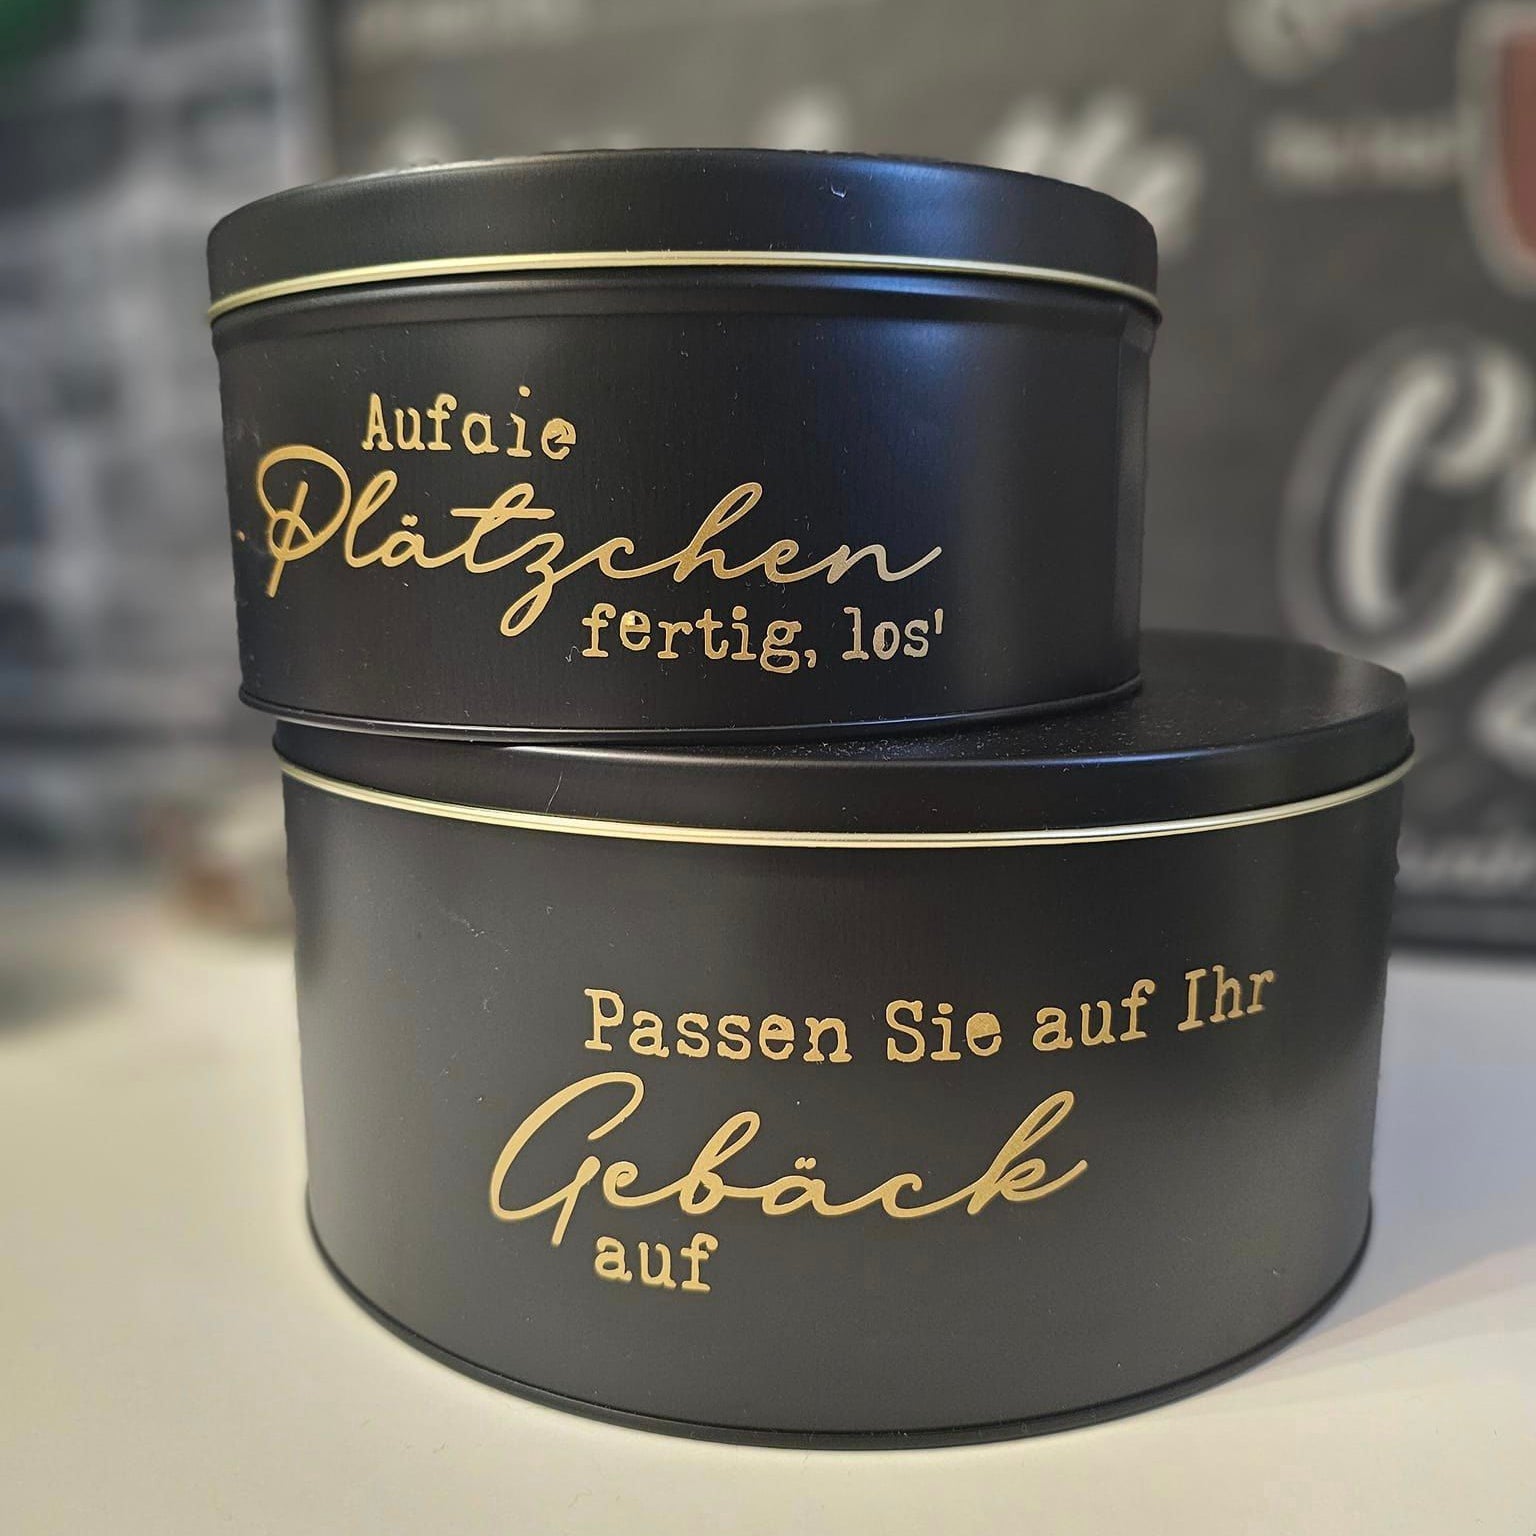 Aufaie
Plätzchen
fertig, los'
Passen Sie auf Ihr
Gebäck
auf